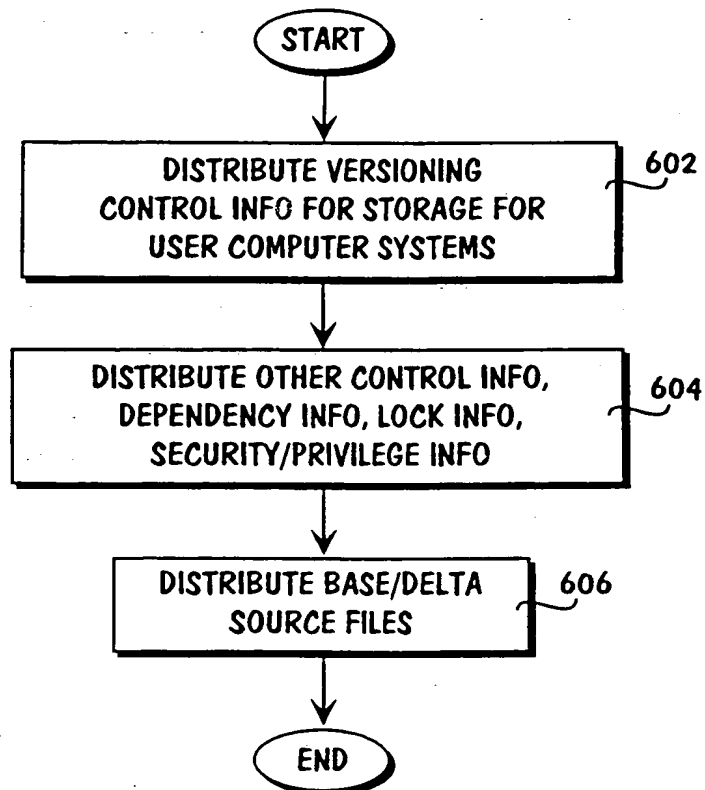 START
DISTRIBUTE VERSIONING
CONTROL INFO FOR STORAGE FOR
USER COMPUTER SYSTEMS
602
DISTRIBUTE OTHER CONTROL INFO,
DEPENDENCY INFO, LOCK INFO,
SECURITY/PRIVILEGE INFO
604
DISTRIBUTE BASE/DELTA
SOURCE FILES
606
END